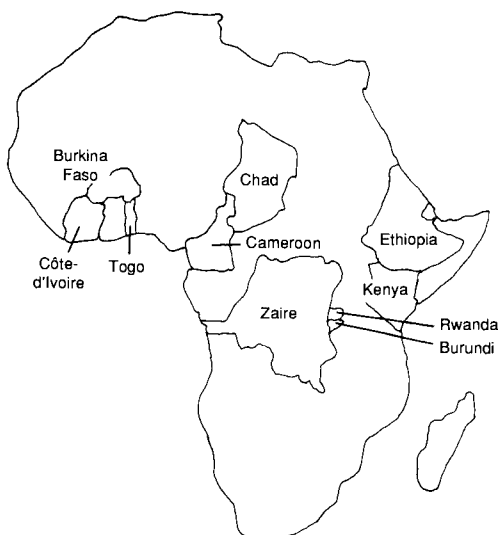 Burkina
Faso
Chad
Côte-
d'Ivoire
Togo
Cameroon
Ethiopia
Kenya
Zaire
Rwanda
Burundi